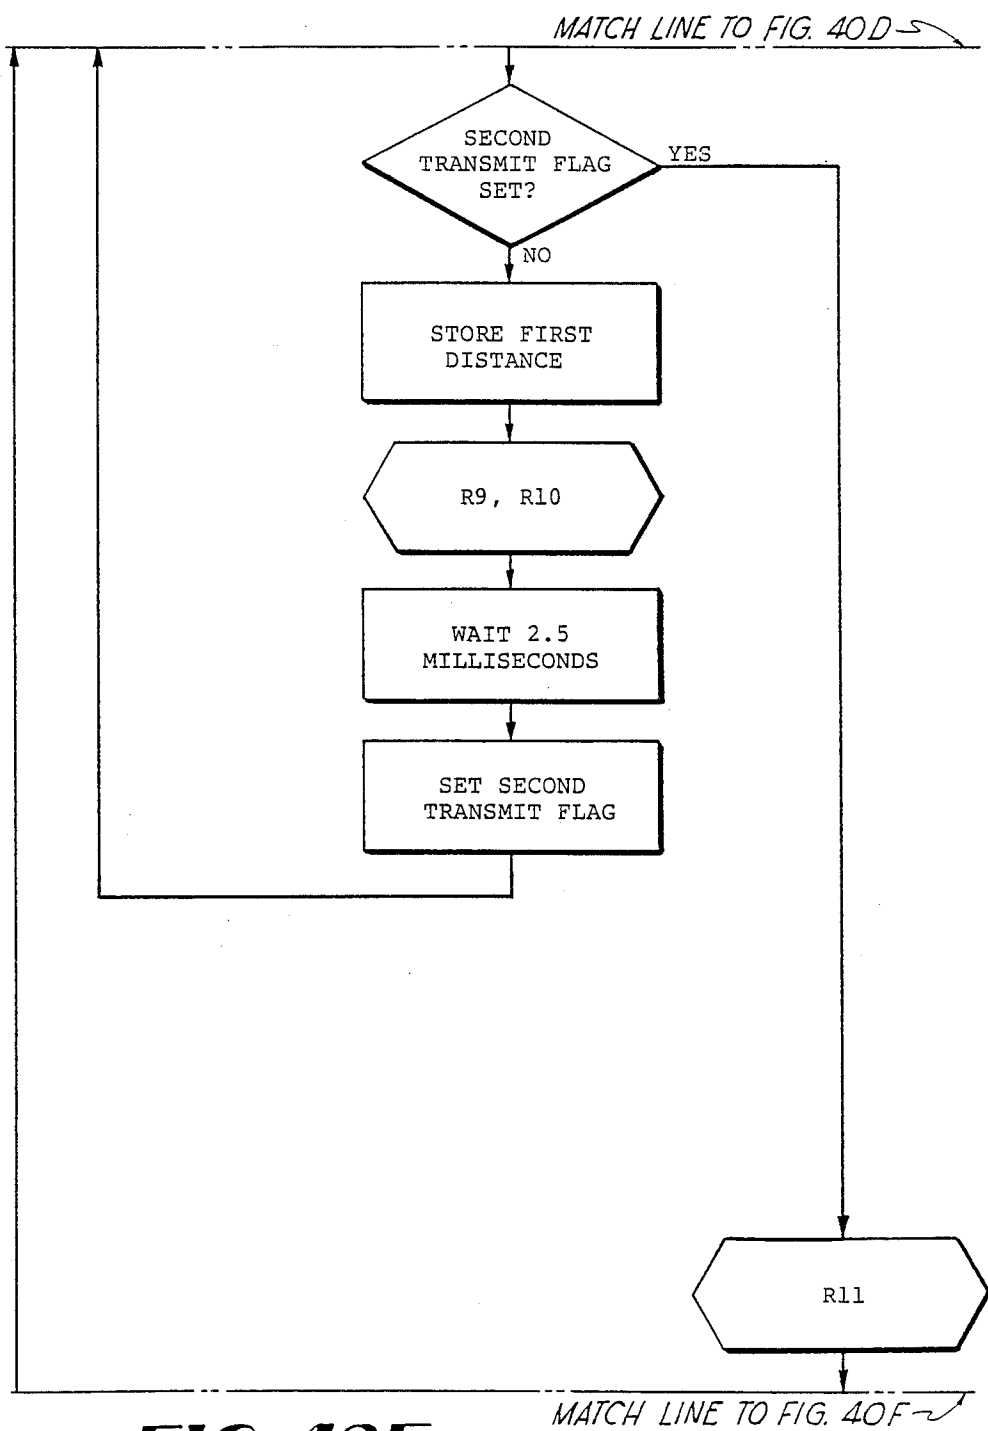 MATCH LINE TO FIG. 40D
SECOND
TRANSMIT FLAG
SET?
YES
NO
STORE FIRST
DISTANCE
R9, R10
WAIT 2.5
MILLISECONDS
SET SECOND
TRANSMIT FLAG
R11
MATCH LINE TO FIG. 40F